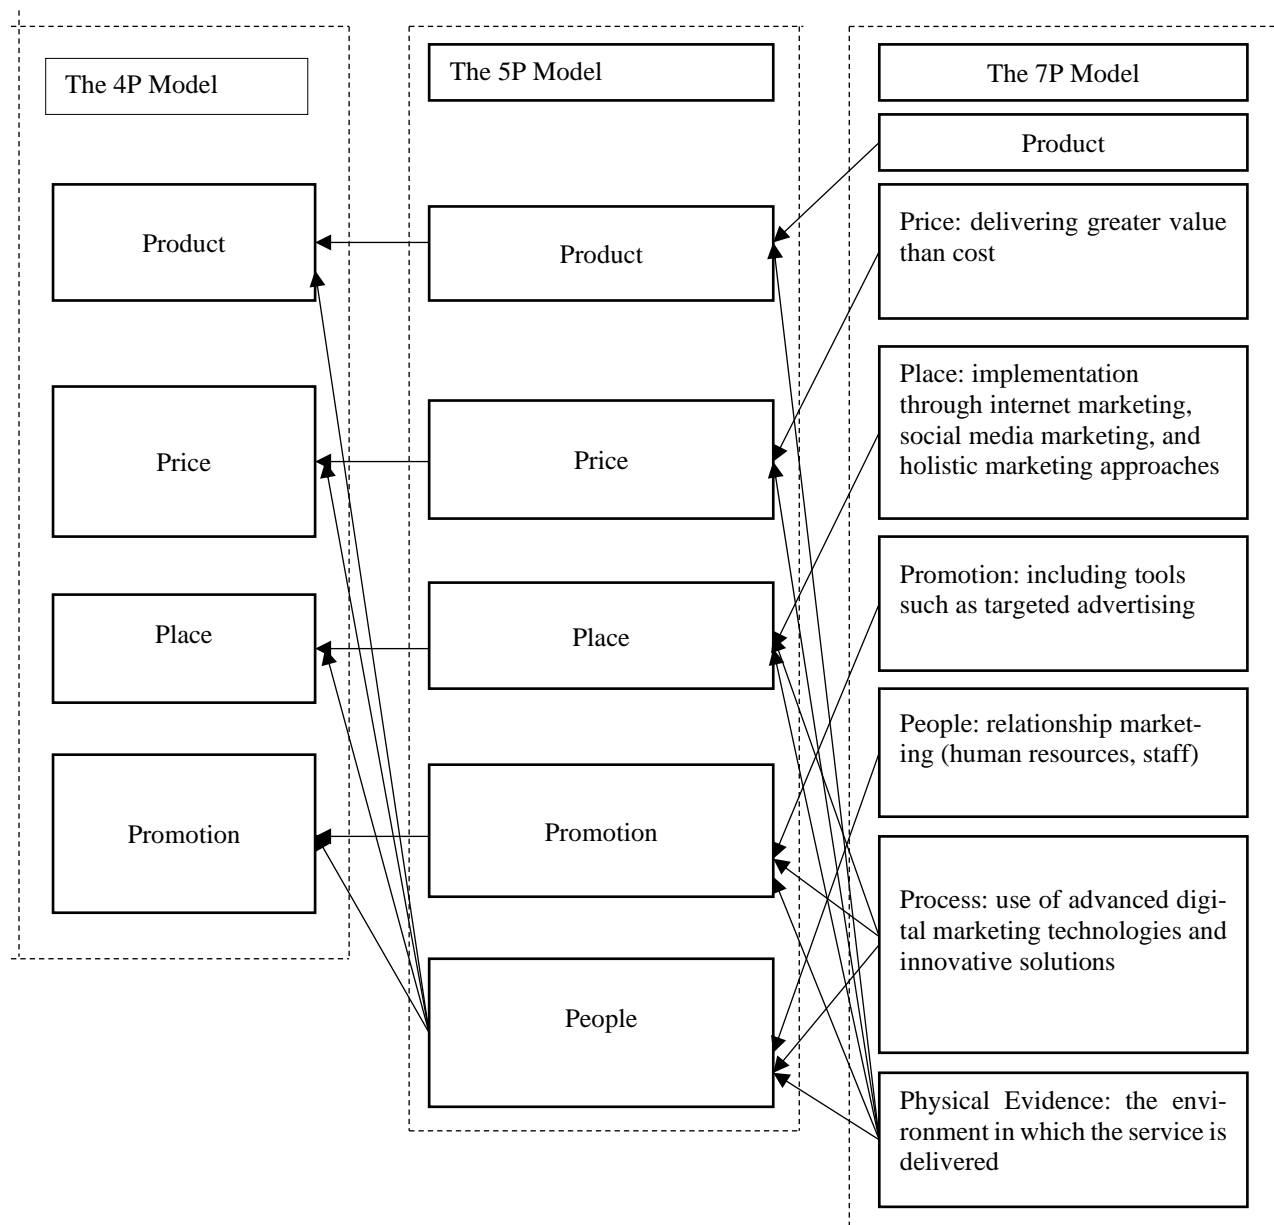 The 4P Model
Product
Price
Place
Promotion
The 5P Model
Product
Price
Place
Promotion
People
The 7P Model
Product
Price: delivering greater value
than cost
Place: implementation
through internet marketing,
social media marketing, and
holistic marketing approaches
Promotion: including tools
such as targeted advertising
People: relationship market-
ing (human resources, staff)
Process: use of advanced digi-
tal marketing technologies and
innovative solutions
Physical Evidence: the envi-
ronment in which the service is
delivered